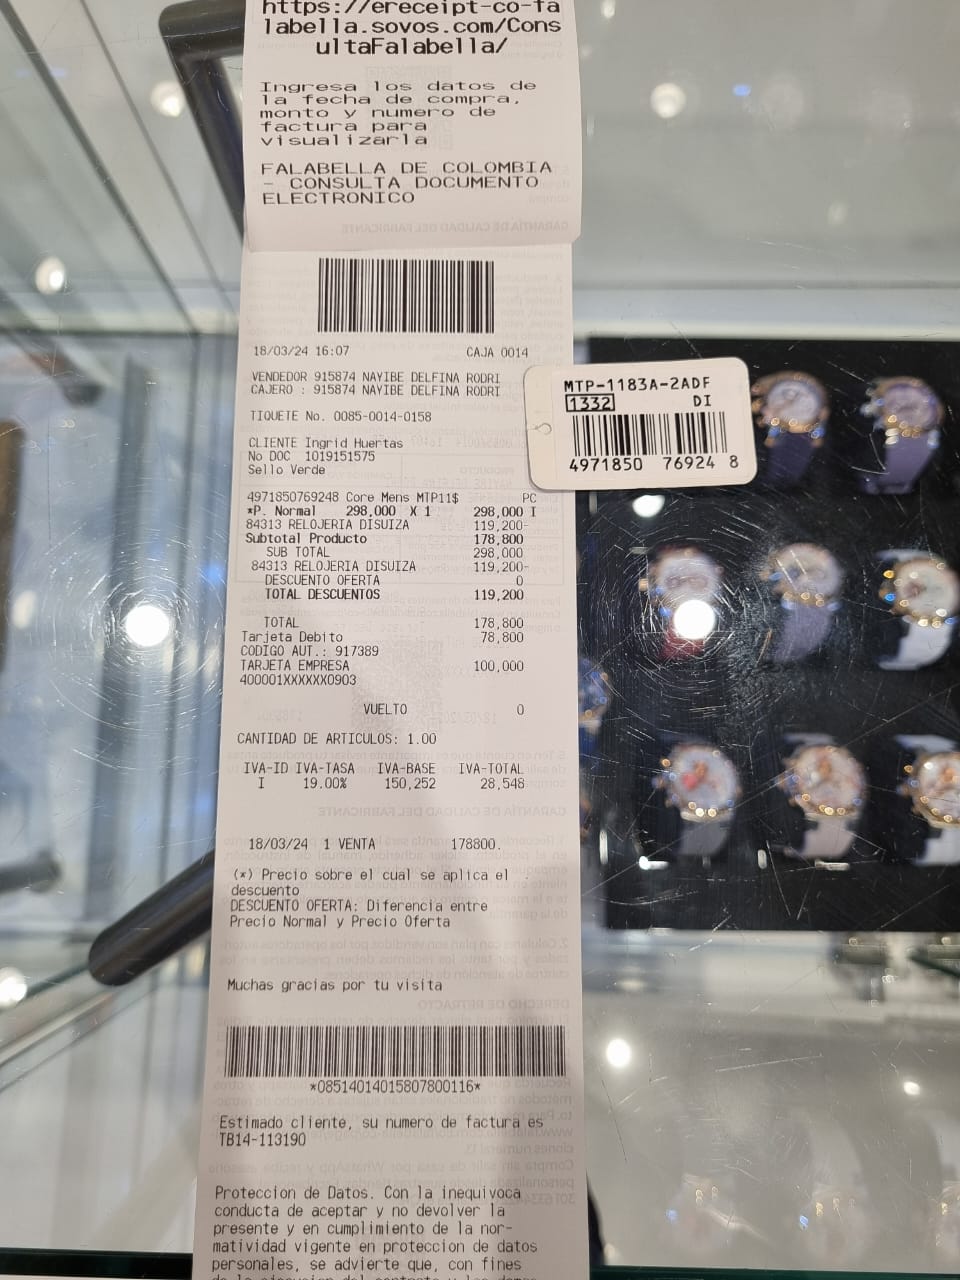 https://ereceipt-co-fa
labella.sovos.com/Cons
ultaFalabella/
Ingresa los datos de
la fecha de compra,
monto y numero de
factura para
visualizarla
FALABELLA DE COLOMBIA
- CONSULTA DOCUMENTO
ELECTRONICO
18/03/24 16:07 CAJA 0014
VENDEDOR 915874 NAYIBE DELFINA RODRI
CAJERO : 915874 NAYIBE DELFINA RODRI
TIQUETE No. 0085-0014-0158
CLIENTE Ingrid Huertas
No DOC 1019151575
Sello Verde
4971850769248 Core Mens MTP11$ PC
*P. Normal 298,000 X 1 298,000 I
84313 RELOJERIA DISUIZA 119,200-
Subtotal Producto 178,800
SUB TOTAL 298,000
84313 RELOJERIA DISUIZA 119,200-
DESCUENTO OFERTA 0
TOTAL DESCUENTOS 119,200
TOTAL 178,800
Tarjeta Debito 78,800
CODIGO AUT.: 917389
TARJETA EMPRESA 100,000
400001XXXXXX0903
VUELTO 0
CANTIDAD DE ARTICULOS: 1.00
IVA-ID IVA-TASA IVA-BASE IVA-TOTAL
I 19.00% 150,252 28,548
18/03/24 1 VENTA 178800.
(*) Precio sobre el cual se aplica el
descuento
DESCUENTO OFERTA: Diferencia entre
Precio Normal y Precio Oferta
Muchas gracias por tu visita
*08514014015807800116*
Estimado cliente, su numero de factura es
TB14-113190
Proteccion de Datos. Con la inequivoca
conducta de aceptar y no devolver la
presente y en cumplimiento de la nor-
matividad vigente en proteccion de datos
personales, se advierte que, con fines
MTP-1183A-2ADF
1332 DI
4971850 76924 8